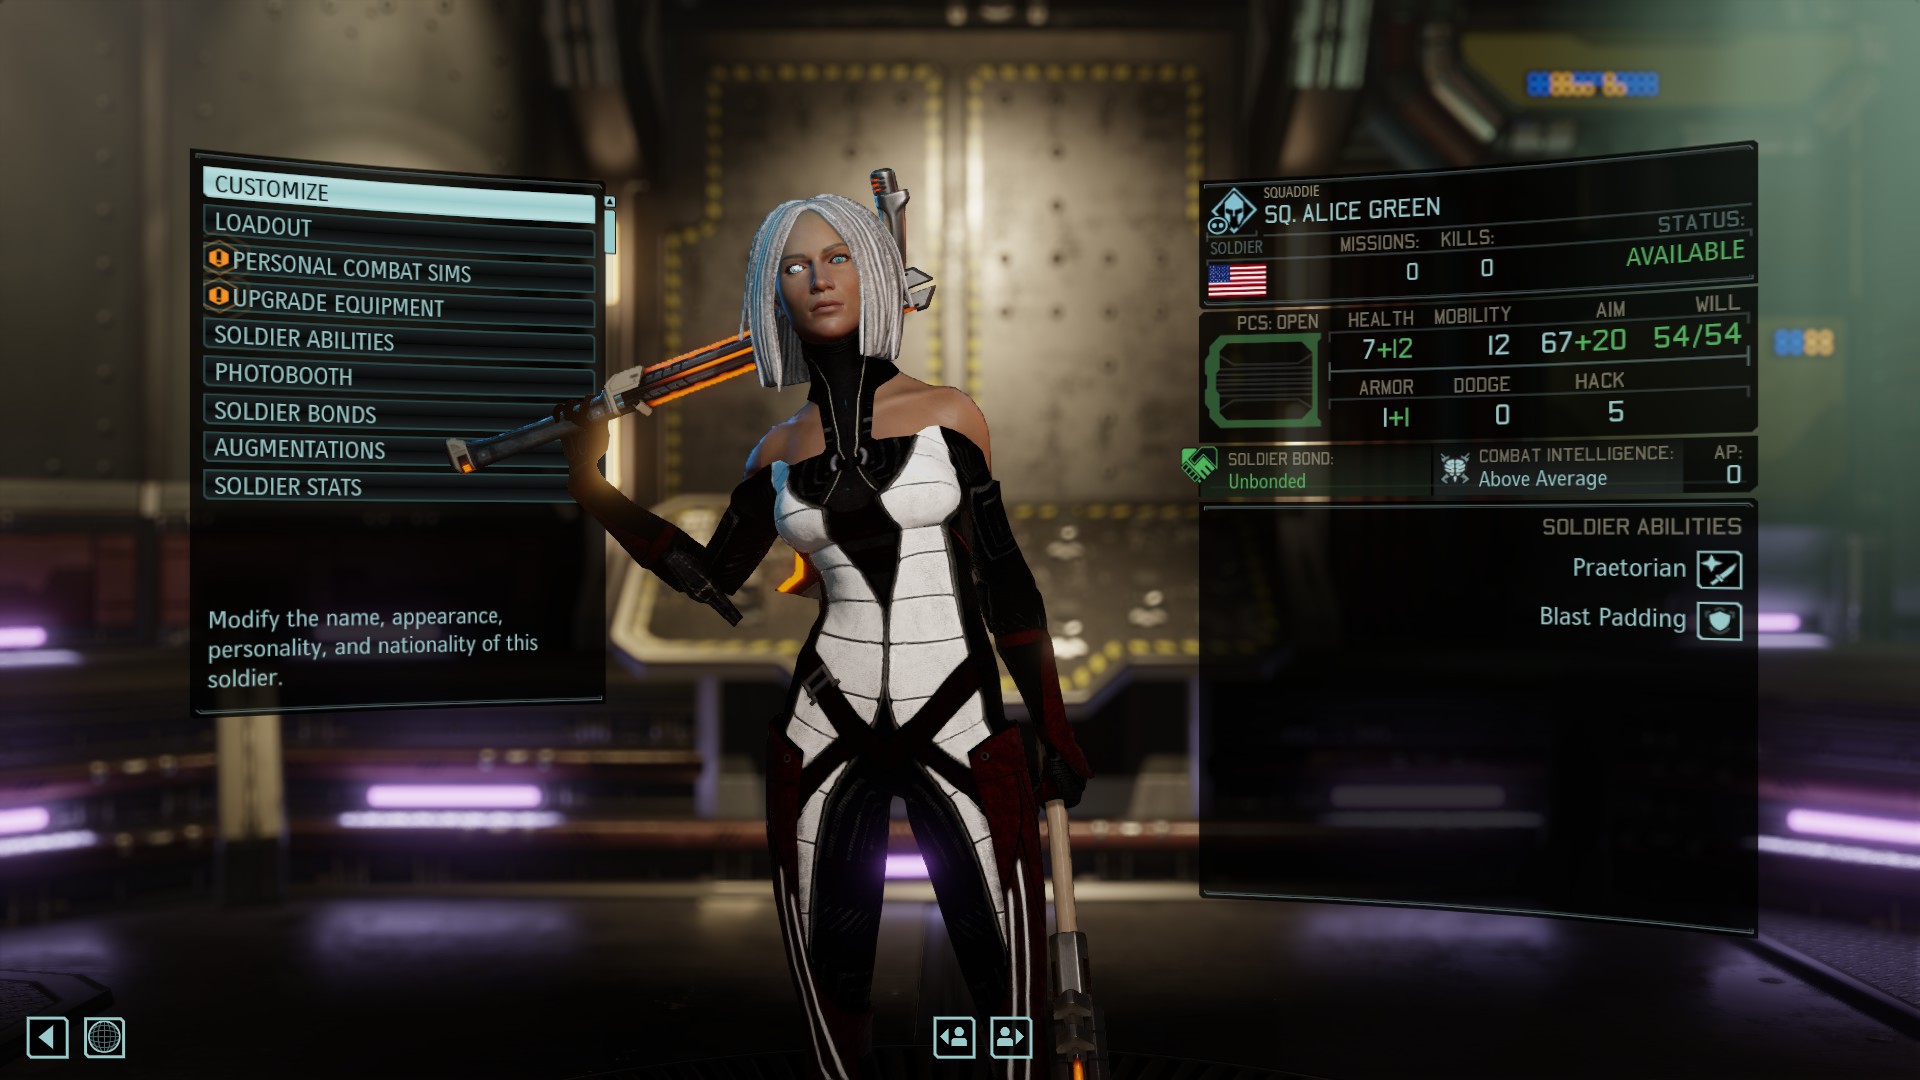 CUSTOMIZE
LOADOUT
PERSONAL COMBAT SIMS
UPGRADE EQUIPMENT
SOLDIER ABILITIES
PHOTOBOOTH
SOLDIER BONDS
AUGMENTATIONS
SOLDIER STATS
Modify the name, appearance,
personality, and nationality of this
soldier.
SQUADDIE
SQ. ALICE GREEN
SOLDIER
MISSIONS: KILLS: STATUS:
0 0 AVAILABLE
PCS: OPEN HEALTH MOBILITY AIM WILL
7+12 12 67+20 54/54
ARMOR DODGE HACK
1+1 0 5
SOLDIER BOND: COMBAT INTELLIGENCE: AP:
Unbonded Above Average 0
SOLDIER ABILITIES
Praetorian
Blast Padding